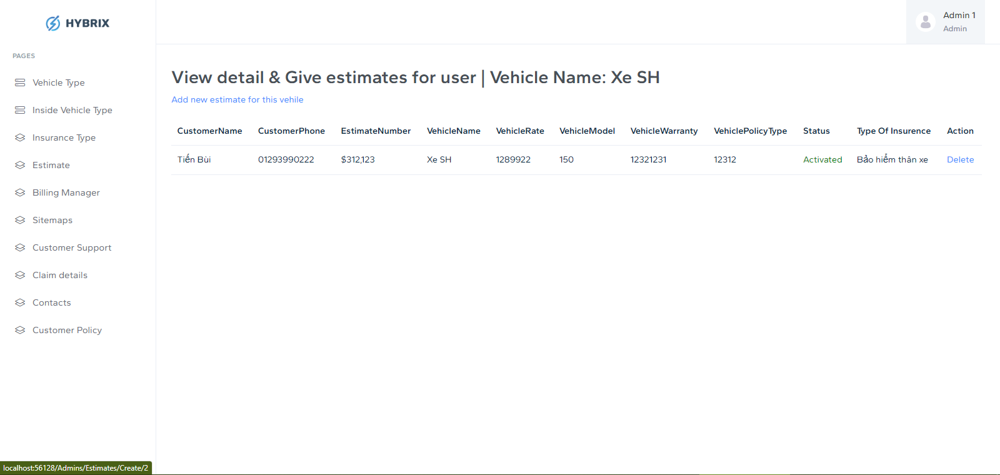 HYBRIX
Admin 1
Admin
PAGES
Vehicle Type
Inside Vehicle Type
Insurance Type
Estimate
Billing Manager
Sitemaps
Customer Support
Claim details
Contacts
Customer Policy
View detail & Give estimates for user | Vehicle Name: Xe SH
Add new estimate for this vehile
CustomerName CustomerPhone EstimateNumber VehicleName VehicleRate VehicleModel VehicleWarranty VehiclePolicyType Status Type Of Insurence Action
Tiến Bùi 01293990222 $312,123 Xe SH 1289922 150 12321231 12312 Activated Bảo hiểm thân xe Delete
localhost:56128/Admins/Estimates/Create/2